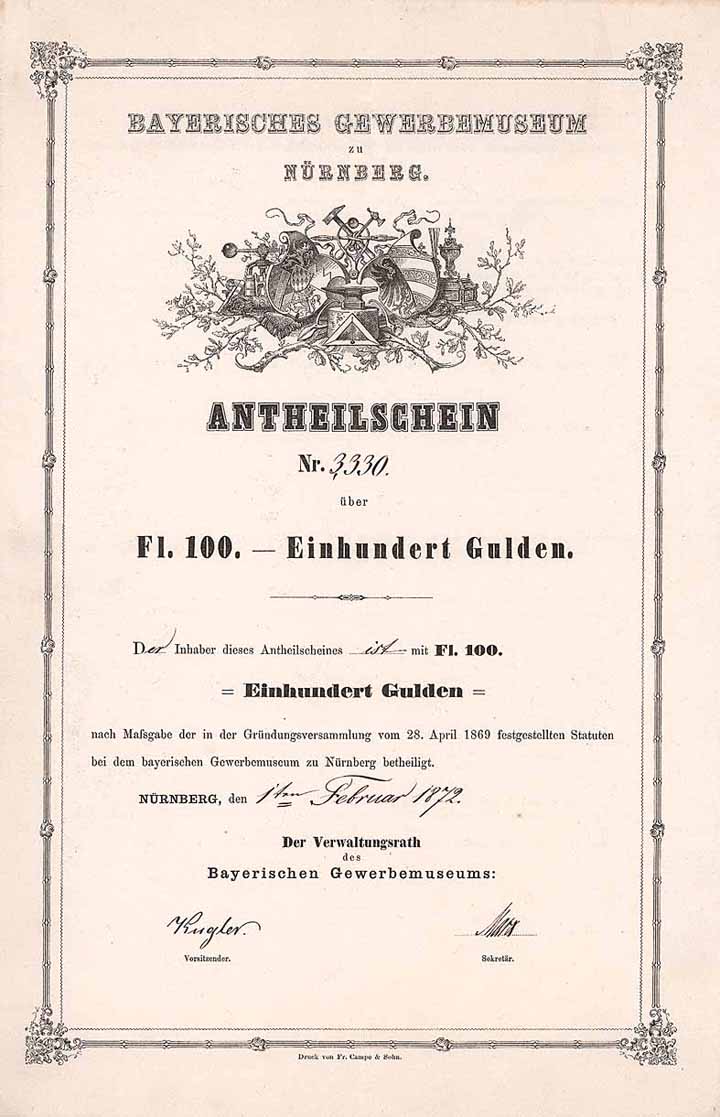 BAYERISCHES GEWERBEMUSEUM
zu
NÜRNBERG.
ANTHEILSCHEIN
Nr. 3,330.
über
Fl. 100. — Einhundert Gulden.
Der Inhaber dieses Antheilscheines ist mit Fl. 100.
= Einhundert Gulden =
nach Maſsgabe der in der Gründungsversammlung vom 28. April 1869 festgestellten Statuten
bei dem bayerischen Gewerbemuseum zu Nürnberg betheiligt.
NÜRNBERG, den 1ten Februar 1872.
Der Verwaltungsrath
des
Bayerischen Gewerbemuseums:
Kugler.
Vorsitzender.
Sekretär.
Druck von Fr. Campe & Sohn.